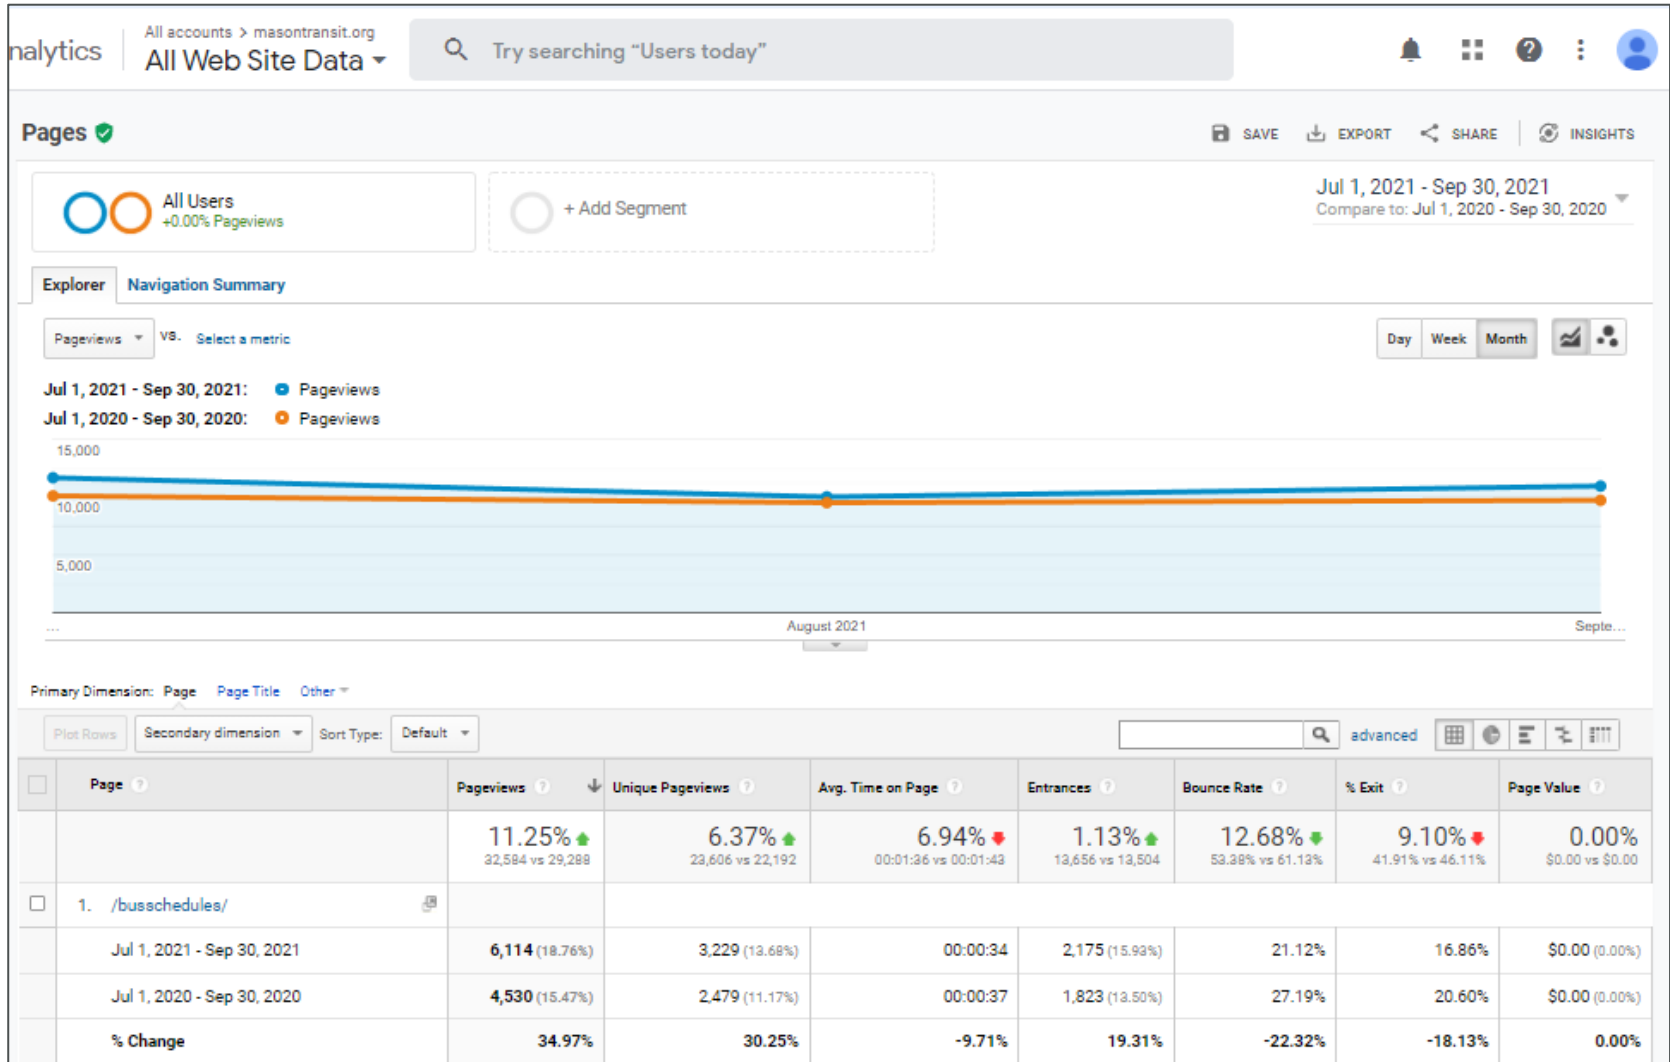 nalytics
All accounts > masontransit.org
All Web Site Data
Try searching “Users today”
Pages
SAVE
EXPORT
SHARE
INSIGHTS
All Users
+0.00% Pageviews
+ Add Segment
Jul 1, 2021 - Sep 30, 2021
Compare to: Jul 1, 2020 - Sep 30, 2020
Explorer
Navigation Summary
Pageviews
VS.
Select a metric
Day
Week
Month
Jul 1, 2021 - Sep 30, 2021:
Pageviews
Jul 1, 2020 - Sep 30, 2020:
Pageviews
15,000
10,000
5,000
...
August 2021
Septe...
Primary Dimension: Page Page Title Other
Plot Rows
Secondary dimension
Sort Type:
Default
advanced
Page ? Pageviews ? Unique Pageviews ? Avg. Time on Page ? Entrances ? Bounce Rate ? % Exit ? Page Value ?
11.25% 6.37% 6.94% 1.13% 12.68% 9.10% 0.00%
32,584 vs 29,288 23,606 vs 22,192 00:01:36 vs 00:01:43 13,656 vs 13,504 53.38% vs 61.13% 41.91% vs 46.11% $0.00 vs $0.00
1. /busschedules/
Jul 1, 2021 - Sep 30, 2021 6,114 (18.76%) 3,229 (13.68%) 00:00:34 2,175 (15.93%) 21.12% 16.86% $0.00 (0.00%)
Jul 1, 2020 - Sep 30, 2020 4,530 (15.47%) 2,479 (11.17%) 00:00:37 1,823 (13.50%) 27.19% 20.60% $0.00 (0.00%)
% Change 34.97% 30.25% -9.71% 19.31% -22.32% -18.13% 0.00%